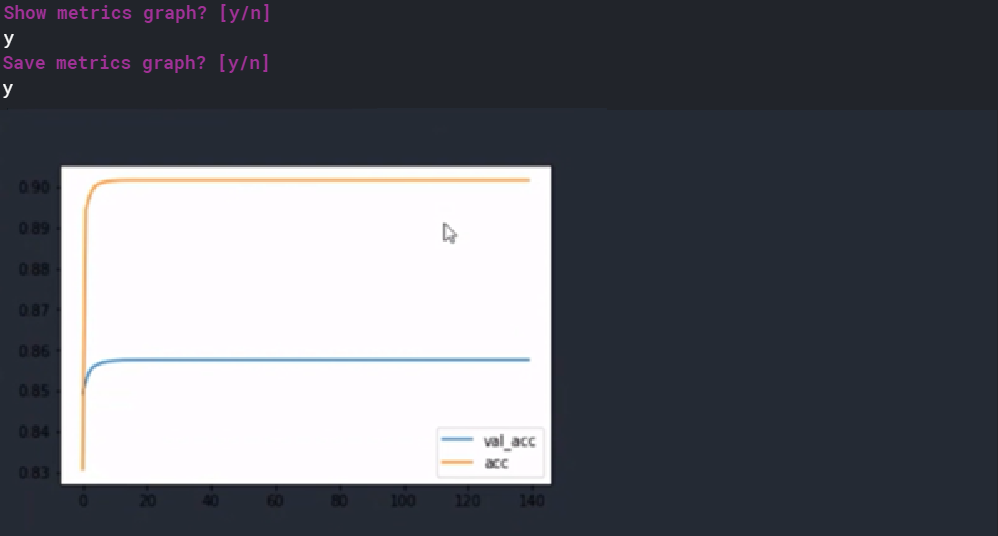 Show metrics graph? [y/n]
y
Save metrics graph? [y/n]
y
0.90
0.89
0.88
0.87
0.86
0.85
0.84
0.83
val_acc
acc
0 20 40 60 80 100 120 140